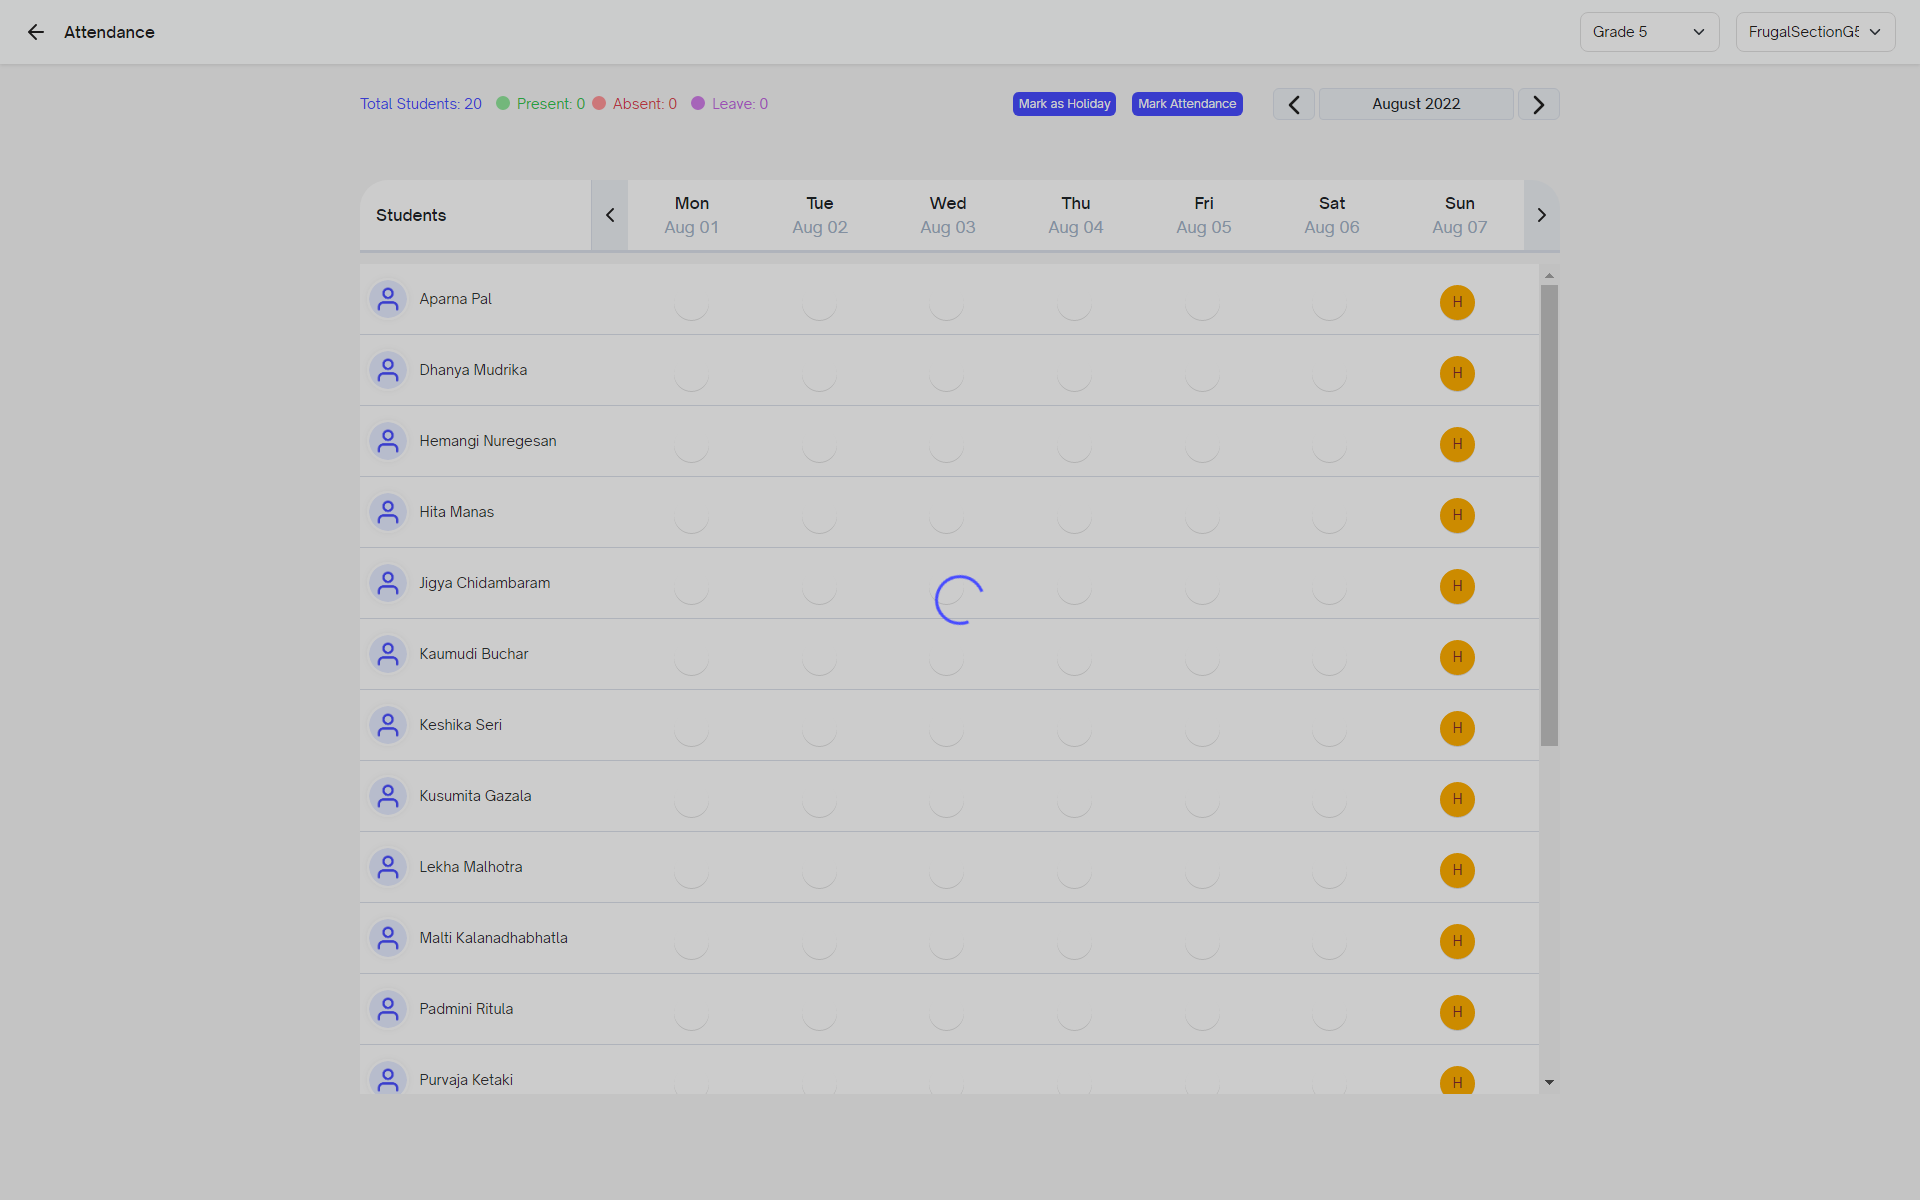 Attendance
Grade 5
FrugalSectionG5
Total Students: 20 Present: 0 Absent: 0 Leave: 0
Mark as Holiday
Mark Attendance
August 2022
Students
Mon Tue Wed Thu Fri Sat Sun
Aug 01 Aug 02 Aug 03 Aug 04 Aug 05 Aug 06 Aug 07
Aparna Pal H
Dhanya Mudrika H
Hemangi Nuregesan H
Hita Manas H
Jigya Chidambaram H
Kaumudi Buchar H
Keshika Seri H
Kusumita Gazala H
Lekha Malhotra H
Malti Kalanadhabhatla H
Padmini Ritula H
Purvaja Ketaki H